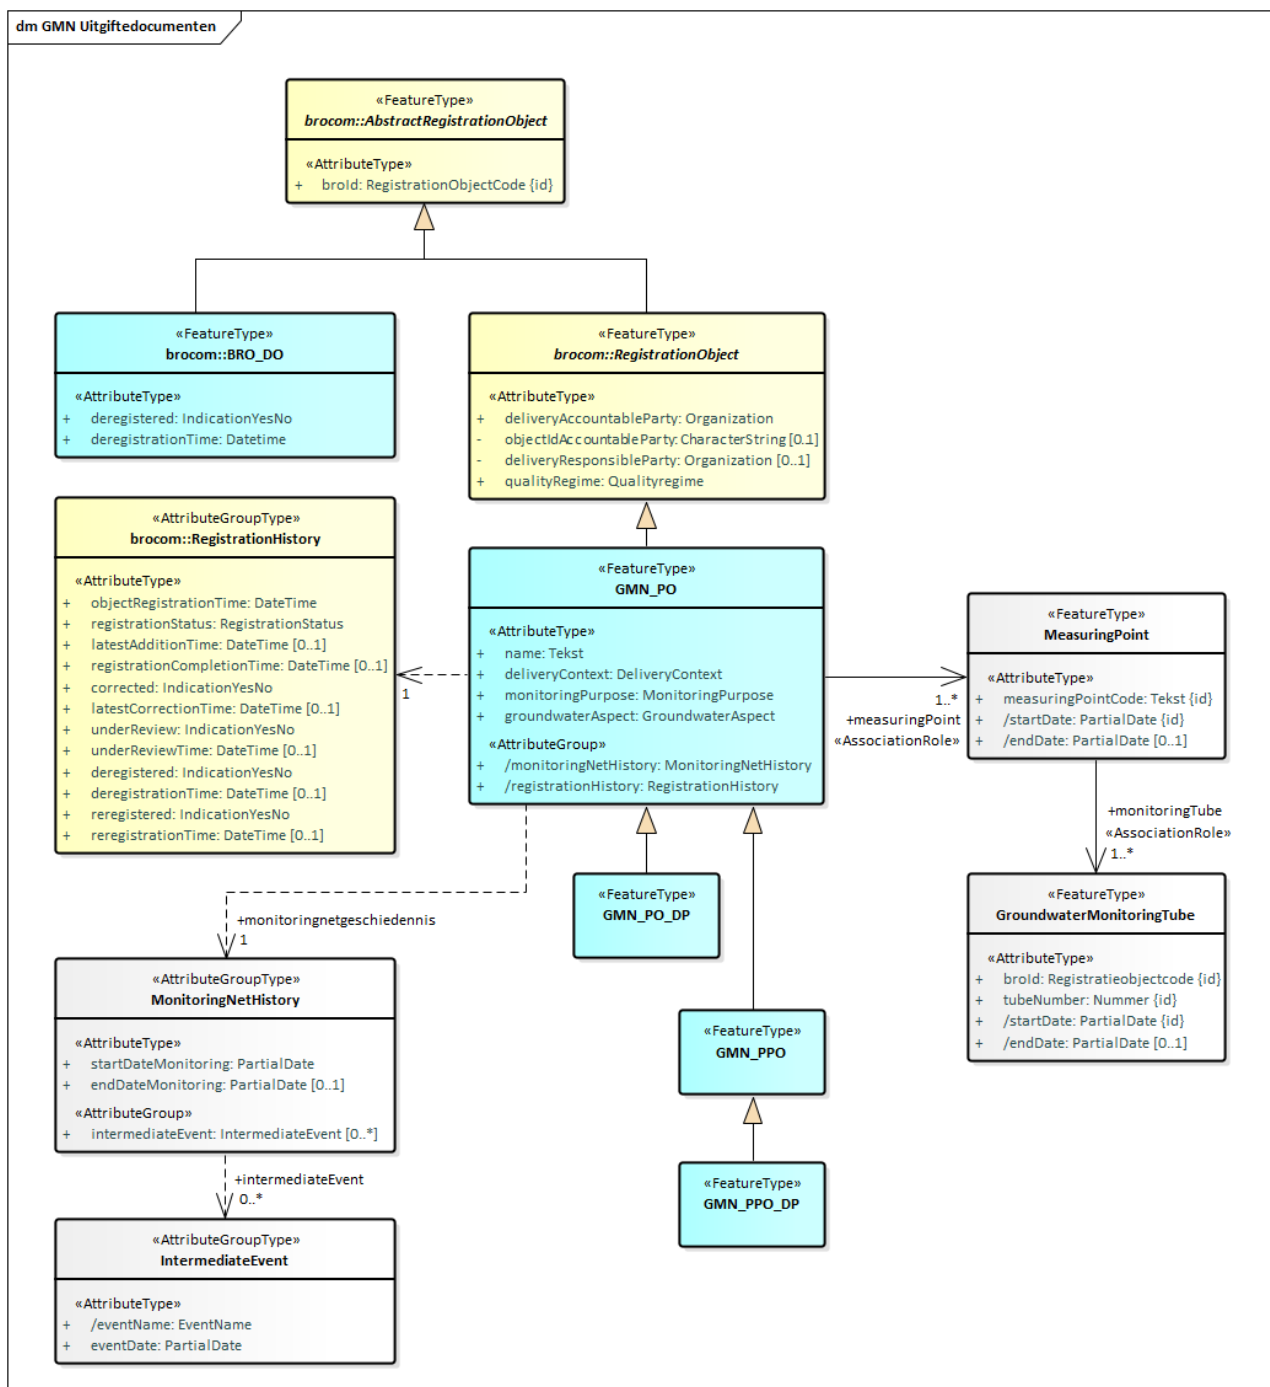 dm GMN Uitgiftedocumenten
«FeatureType»
brocom::AbstractRegistrationObject
«AttributeType»
+ broId: RegistrationObjectCode {id}
«FeatureType»
brocom::BRO_DO
«AttributeType»
+ deregistered: IndicationYesNo
+ deregistrationTime: Datetime
«FeatureType»
brocom::RegistrationObject
«AttributeType»
+ deliveryAccountableParty: Organization
- objectIdAccountableParty: CharacterString [0.1]
- deliveryResponsibleParty: Organization [0..1]
+ qualityRegime: Qualityregime
«AttributeGroupType»
brocom::RegistrationHistory
«AttributeType»
+ objectRegistrationTime: DateTime
+ registrationStatus: RegistrationStatus
+ latestAdditionTime: DateTime [0..1]
+ registrationCompletionTime: DateTime [0..1]
+ corrected: IndicationYesNo
+ latestCorrectionTime: DateTime [0..1]
+ underReview: IndicationYesNo
+ underReviewTime: DateTime [0..1]
+ deregistered: IndicationYesNo
+ deregistrationTime: DateTime [0..1]
+ reregistered: IndicationYesNo
+ reregistrationTime: DateTime [0..1]
1
«FeatureType»
GMN_PO
«AttributeType»
+ name: Tekst
+ deliveryContext: DeliveryContext
+ monitoringPurpose: MonitoringPurpose
+ groundwaterAspect: GroundwaterAspect
«AttributeGroup»
+ /monitoringNetHistory: MonitoringNetHistory
+ /registrationHistory: RegistrationHistory
1..*
+measuringPoint
«AssociationRole»
«FeatureType»
MeasuringPoint
«AttributeType»
+ measuringPointCode: Tekst {id}
+ /startDate: PartialDate {id}
+ /endDate: PartialDate [0..1]
+monitoringTube
«AssociationRole»
1..*
«FeatureType»
GroundwaterMonitoringTube
«AttributeType»
+ broId: Registratieobjectcode {id}
+ tubeNumber: Nummer {id}
+ /startDate: PartialDate {id}
+ /endDate: PartialDate [0..1]
«FeatureType»
GMN_PO_DP
+monitoringnetgeschiedennis
1
«AttributeGroupType»
MonitoringNetHistory
«AttributeType»
+ startDateMonitoring: PartialDate
+ endDateMonitoring: PartialDate [0..1]
«AttributeGroup»
+ intermediateEvent: IntermediateEvent [0..*]
«FeatureType»
GMN_PPO
«FeatureType»
GMN_PPO_DP
+intermediateEvent
0..*
«AttributeGroupType»
IntermediateEvent
«AttributeType»
+ /eventName: EventName
+ eventDate: PartialDate